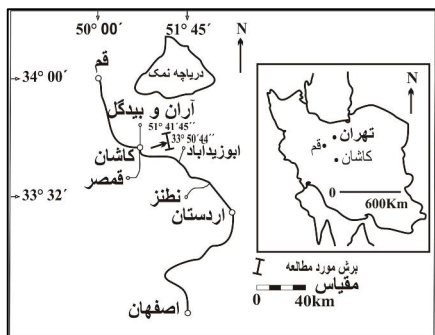 50° 00´
51° 45´
N
34° 00´
قم
دریاچه نمک
آران و بیدگل
51° 41´45´´
33° 50´44´´
ابوزیدآباد
کاشان
قمصر
33° 32´
نطنز
اردستان
اصفهان
N
تهران
قم
کاشان
0
600Km
برش مورد مطالعه
مقیاس
0
40km